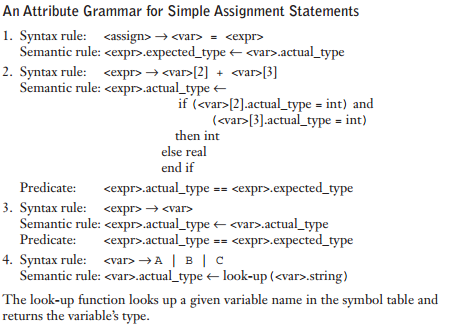 An Attribute Grammar for Simple Assignment Statements
1. Syntax rule: <assign> → <var> = <expr>
Semantic rule: <expr>.expected_type ← <var>.actual_type
2. Syntax rule: <expr> → <var>[2] + <var>[3]
Semantic rule: <expr>.actual_type ←
if (<var>[2].actual_type = int) and
(<var>[3].actual_type = int)
then int
else real
end if
Predicate: <expr>.actual_type == <expr>.expected_type
3. Syntax rule: <expr> → <var>
Semantic rule: <expr>.actual_type ← <var>.actual_type
Predicate: <expr>.actual_type == <expr>.expected_type
4. Syntax rule: <var> → A | B | C
Semantic rule: <var>.actual_type ← look-up (<var>.string)
The look-up function looks up a given variable name in the symbol table and
returns the variable's type.